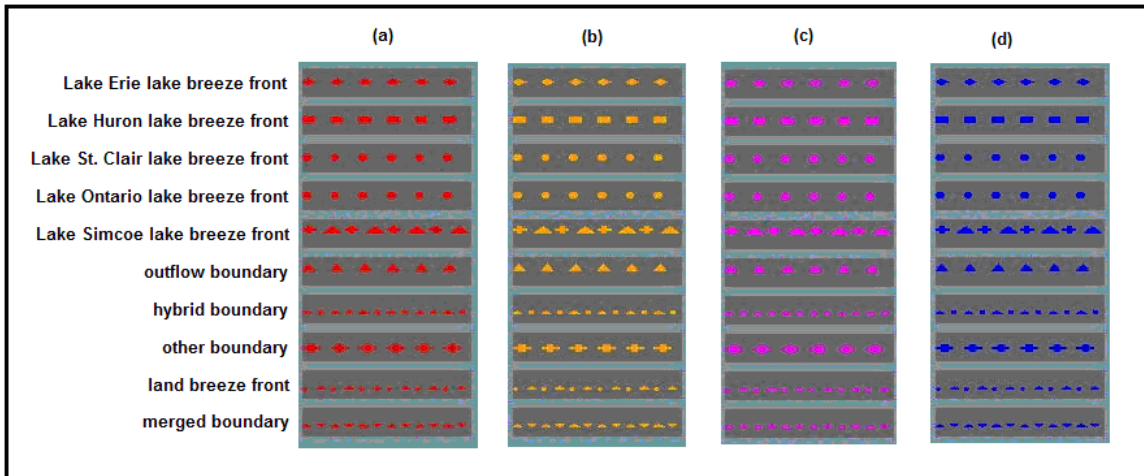 (a) (b) (c) (d)
Lake Erie lake breeze front
Lake Huron lake breeze front
Lake St. Clair lake breeze front
Lake Ontario lake breeze front
Lake Simcoe lake breeze front
outflow boundary
hybrid boundary
other boundary
land breeze front
merged boundary